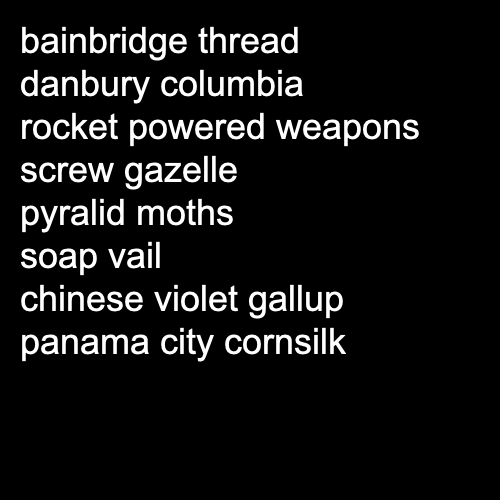 bainbridge thread
danbury columbia
rocket powered weapons
screw gazelle
pyralid moths
soap vail
chinese violet gallup
panama city cornsilk